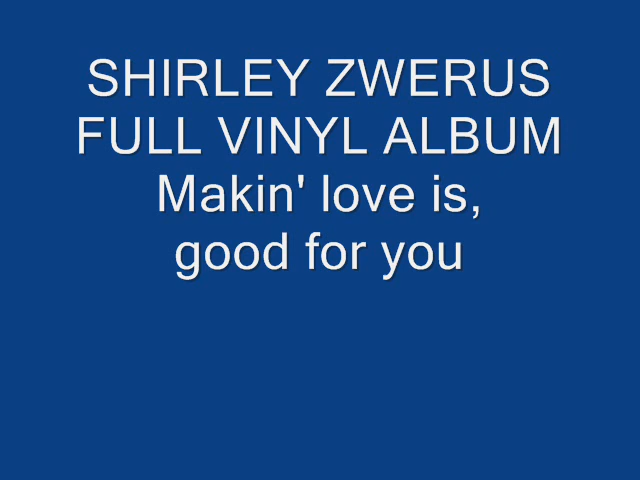 SHIRLEY ZWERUS
FULL VINYL ALBUM
Makin' love is,
good for you